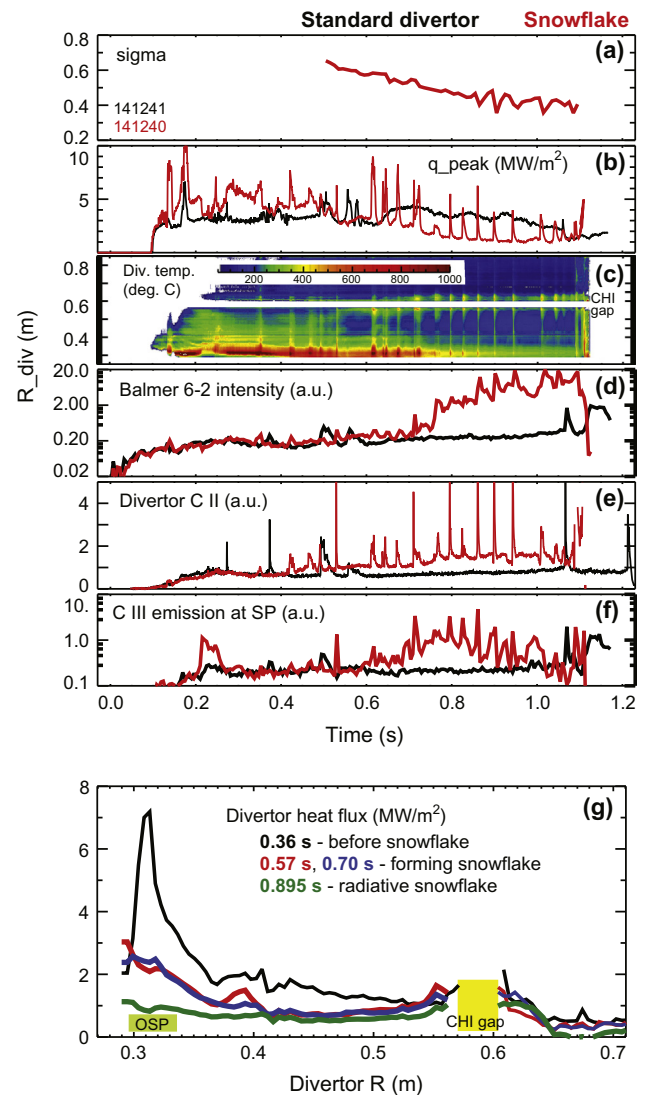 Standard divertor Snowflake
(a)
sigma
141241
141240
0.8
0.6
0.4
0.2
(b)
q_peak (MW/m²)
10
5
(c)
Div. temp.
(deg. C)
200 400 600 800 1000
CHI
gap
0.8
0.6
0.4
R_div (m)
(d)
Balmer 6-2 intensity (a.u.)
20.0
2.00
0.20
0.02
(e)
Divertor C II (a.u.)
4
2
0
(f)
C III emission at SP (a.u.)
10.
1.0
0.1
0.0 0.2 0.4 0.6 0.8 1.0 1.2
Time (s)
(g)
Divertor heat flux (MW/m²)
0.36 s - before snowflake
0.57 s, 0.70 s - forming snowflake
0.895 s - radiative snowflake
8
6
4
2
0
OSP
CHI gap
0.3 0.4 0.5 0.6 0.7
Divertor R (m)